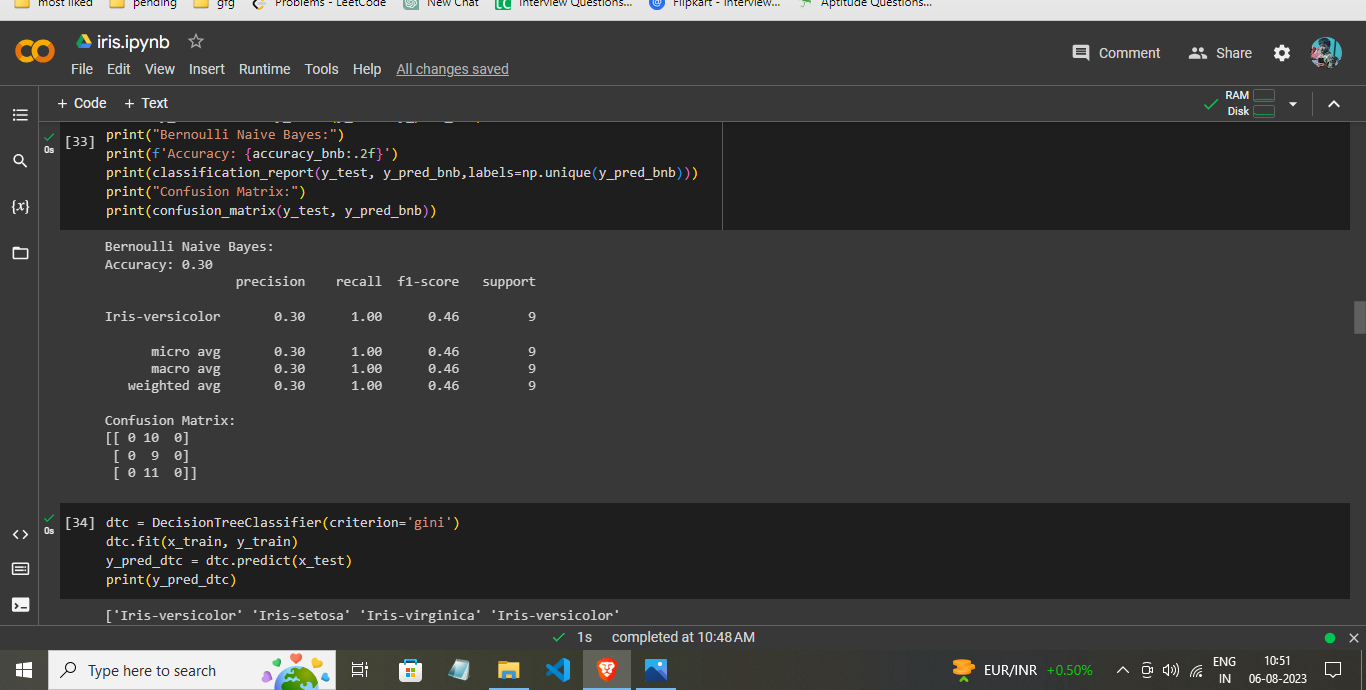 most liked pending gfg Problems - LeetCode New Chat Interview Questions... Flipkart - Interview... Aptitude Questions...
iris.ipynb
Comment Share
File Edit View Insert Runtime Tools Help All changes saved
+ Code + Text
RAM
Disk
[33] print("Bernoulli Naive Bayes:")
0s
print(f'Accuracy: {accuracy_bnb:.2f}')
print(classification_report(y_test, y_pred_bnb,labels=np.unique(y_pred_bnb)))
print("Confusion Matrix:")
print(confusion_matrix(y_test, y_pred_bnb))
{x}
Bernoulli Naive Bayes:
Accuracy: 0.30
precision recall f1-score support
Iris-versicolor 0.30 1.00 0.46 9
micro avg 0.30 1.00 0.46 9
macro avg 0.30 1.00 0.46 9
weighted avg 0.30 1.00 0.46 9
Confusion Matrix:
[[ 0 10 0]
[ 0 9 0]
[ 0 11 0]]
[34] dtc = DecisionTreeClassifier(criterion='gini')
0s
dtc.fit(x_train, y_train)
y_pred_dtc = dtc.predict(x_test)
print(y_pred_dtc)
['Iris-versicolor' 'Iris-setosa' 'Iris-virginica' 'Iris-versicolor'
1s completed at 10:48 AM
Type here to search
EUR/INR +0.50%
ENG
IN
10:51
06-08-2023